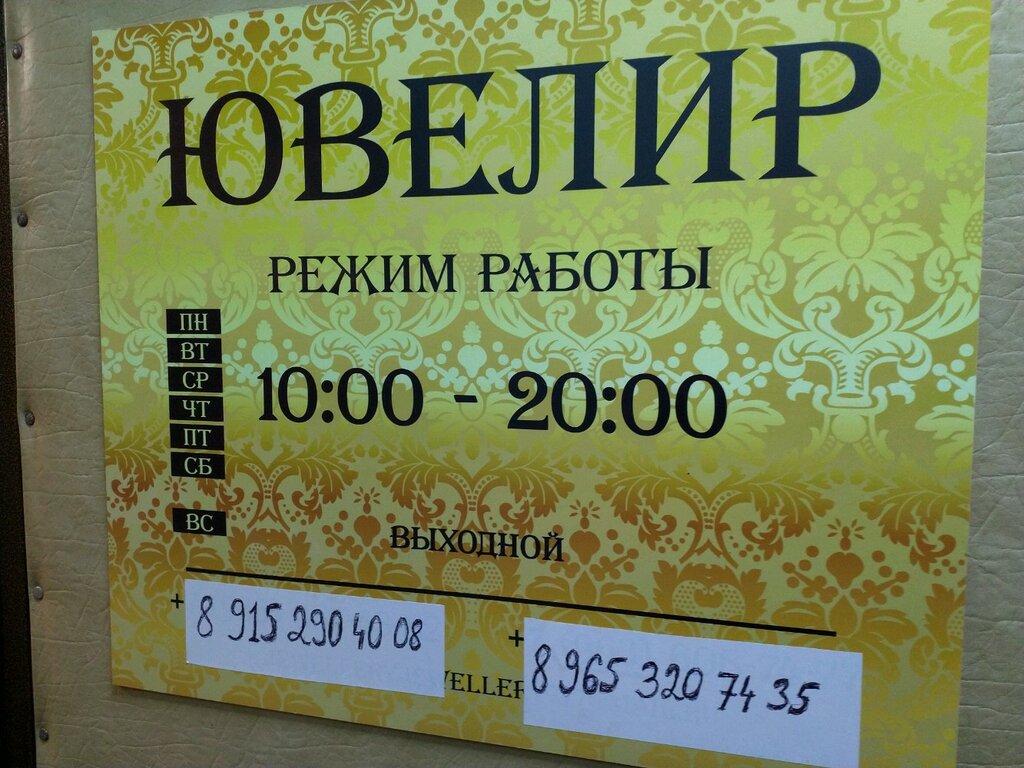 ЮВЕЛИР
РЕЖИМ РАБОТЫ
ПН
ВТ
СР
ЧТ
ПТ
СБ
10:00 - 20:00
ВС
ВЫХОДНОЙ
+ 8 915 290 40 08
+ 8 965 320 74 35